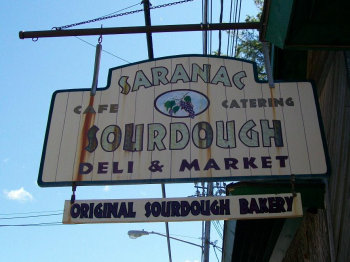 SARANAC
CAFE CATERING
SOURDOUGH
DELI & MARKET
ORIGINAL SOURDOUGH BAKERY